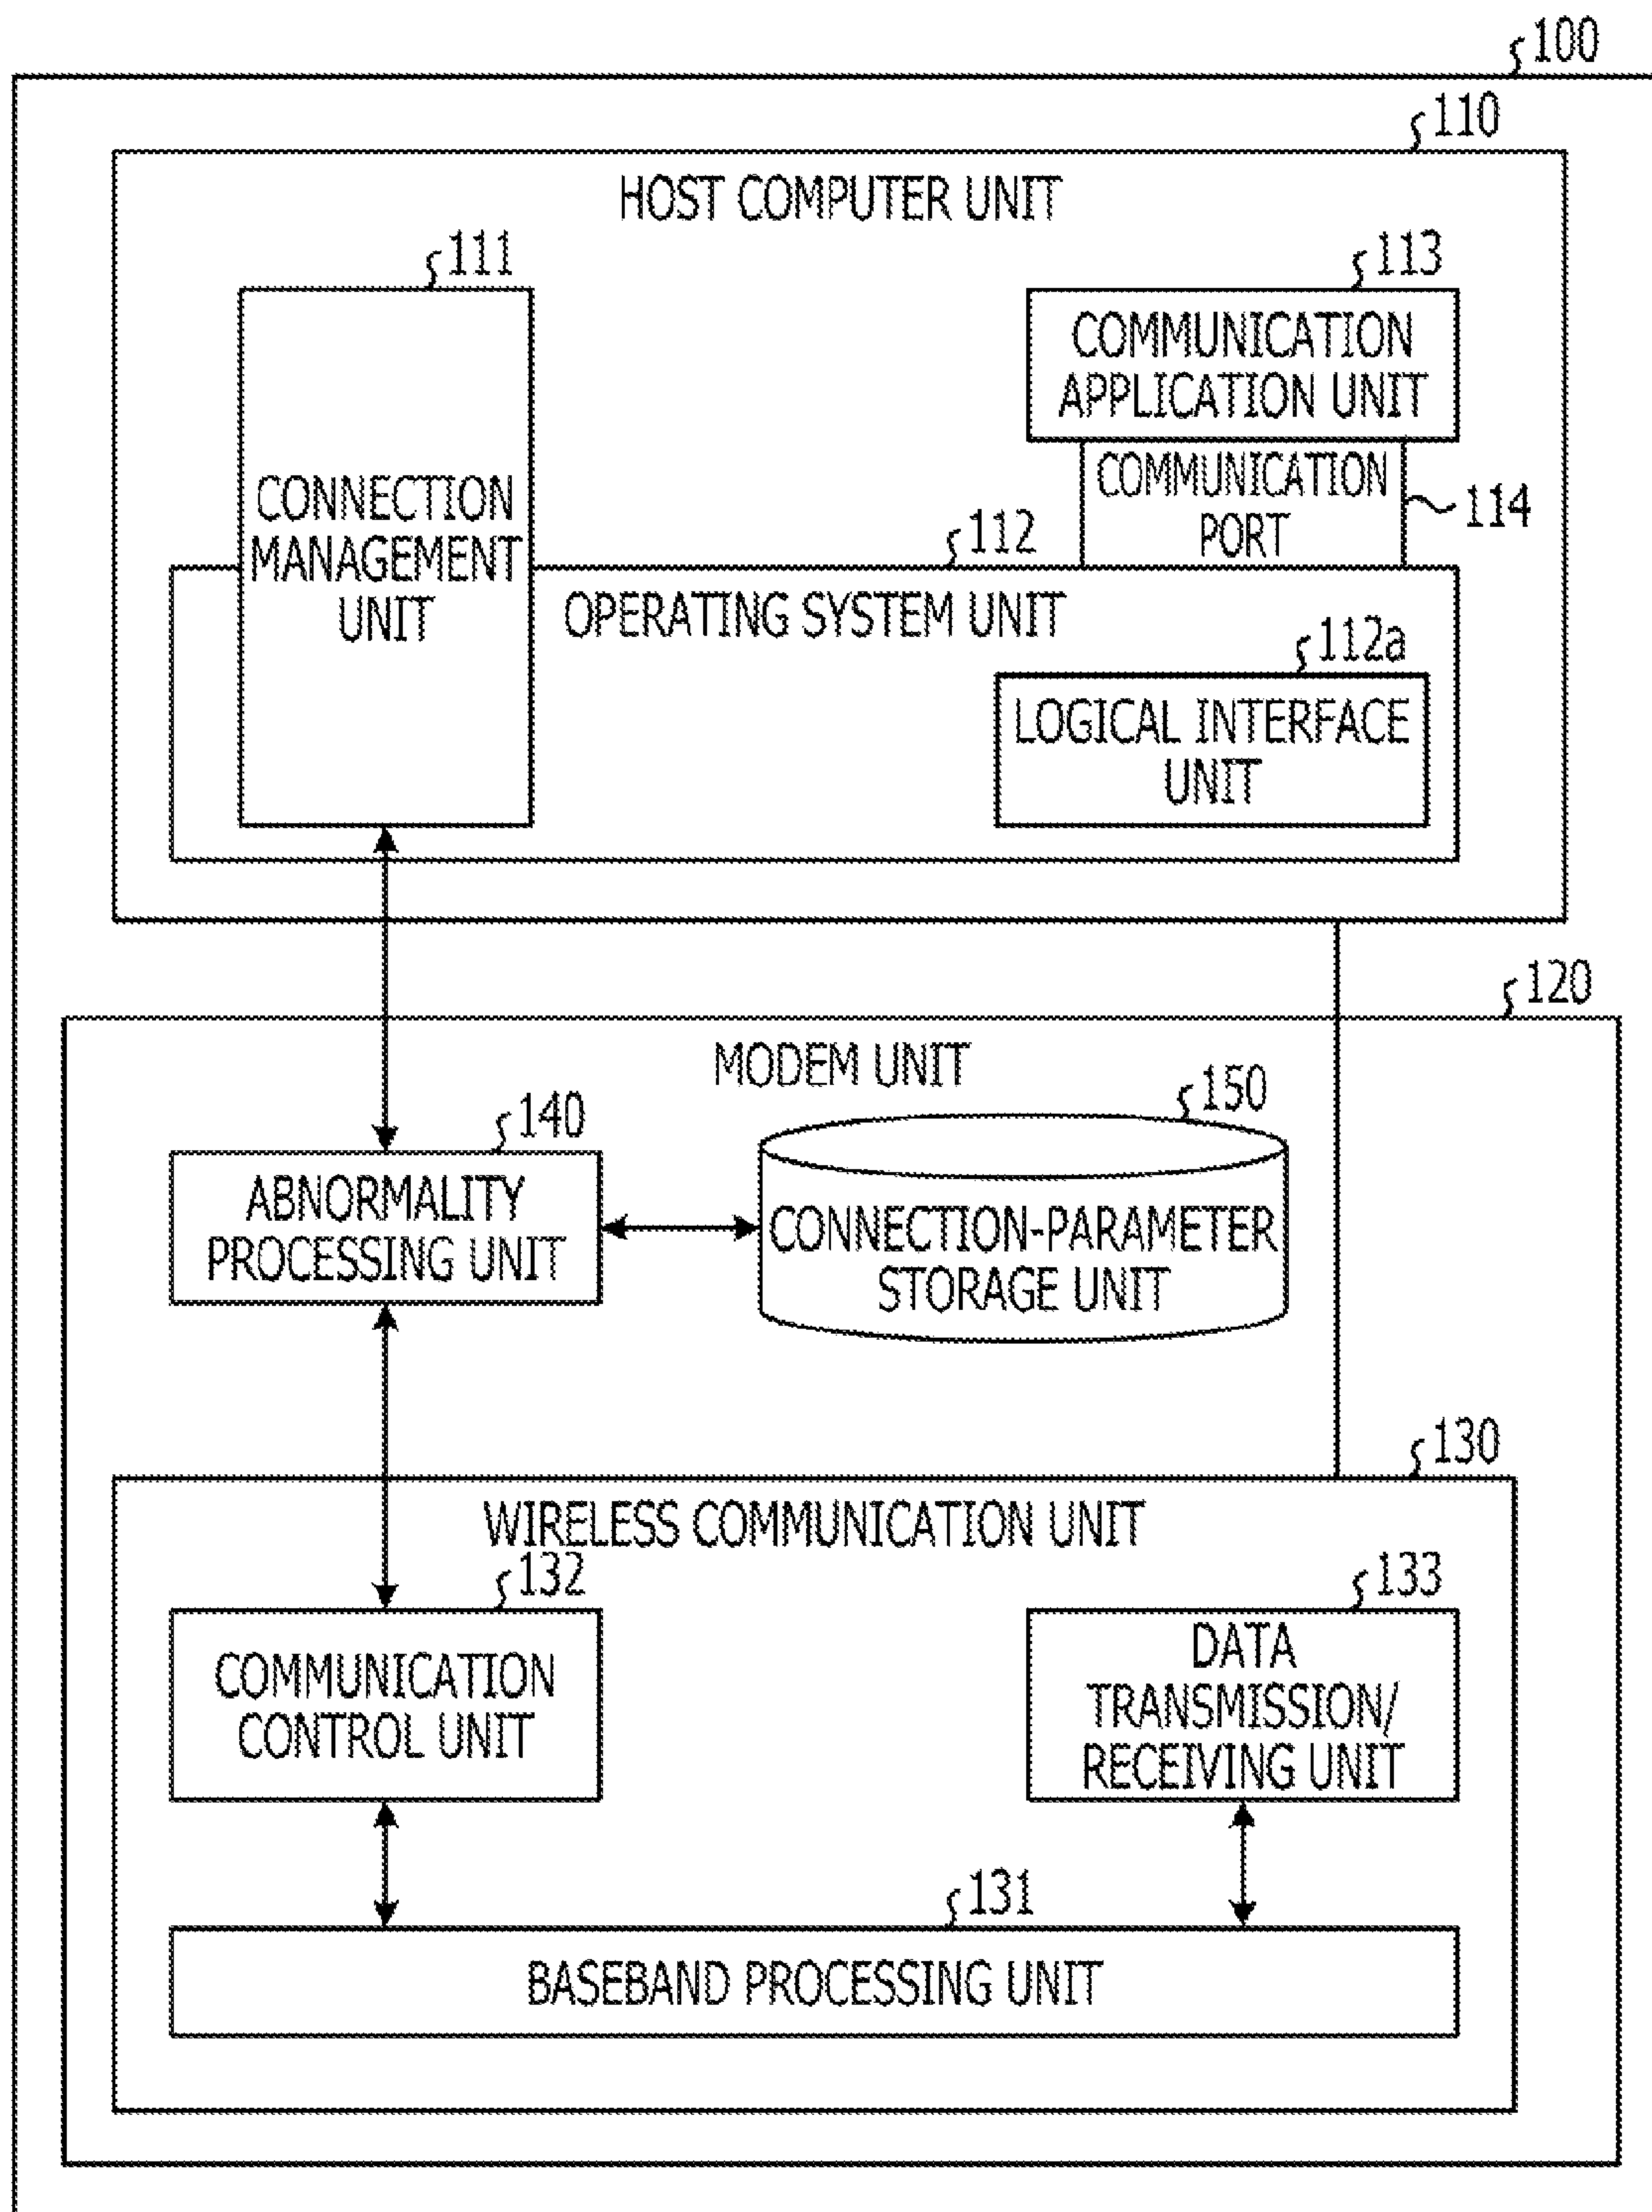 100
110
HOST COMPUTER UNIT
111
113
COMMUNICATION
APPLICATION UNIT
CONNECTION
MANAGEMENT
UNIT
COMMUNICATION
PORT
114
112
OPERATING SYSTEM UNIT
112a
LOGICAL INTERFACE
UNIT
120
MODEM UNIT
140
150
ABNORMALITY
PROCESSING UNIT
CONNECTION-PARAMETER
STORAGE UNIT
130
WIRELESS COMMUNICATION UNIT
132
133
COMMUNICATION
CONTROL UNIT
DATA
TRANSMISSION/
RECEIVING UNIT
131
BASEBAND PROCESSING UNIT